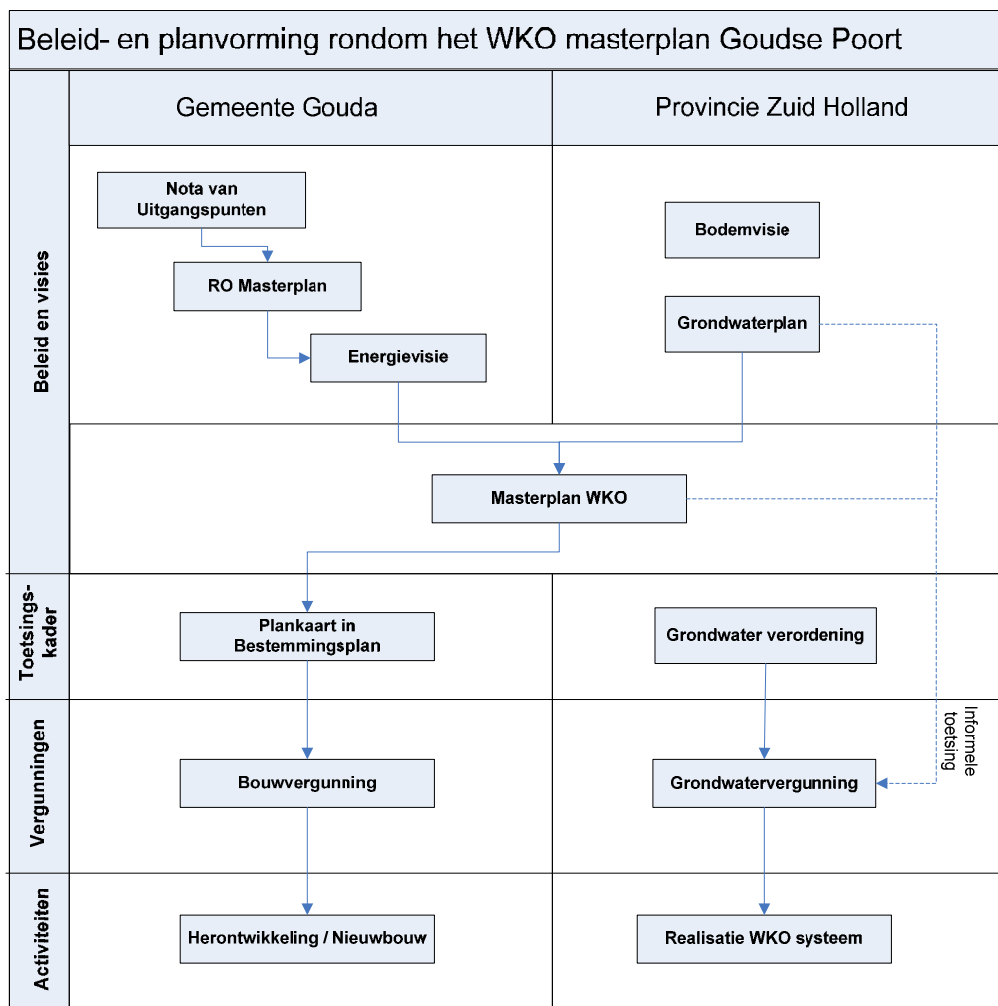 Beleid- en planvorming rondom het WKO masterplan Goudse Poort
Gemeente Gouda
Provincie Zuid Holland
Beleid en visies
Nota van
Uitgangspunten
RO Masterplan
Energievisie
Bodemvisie
Grondwaterplan
Masterplan WKO
Toetsings-
kader
Plankaart in
Bestemmingsplan
Grondwater verordening
Vergunningen
Bouwvergunning
Grondwatervergunning
Informele
toetsing
Activiteiten
Herontwikkeling / Nieuwbouw
Realisatie WKO systeem